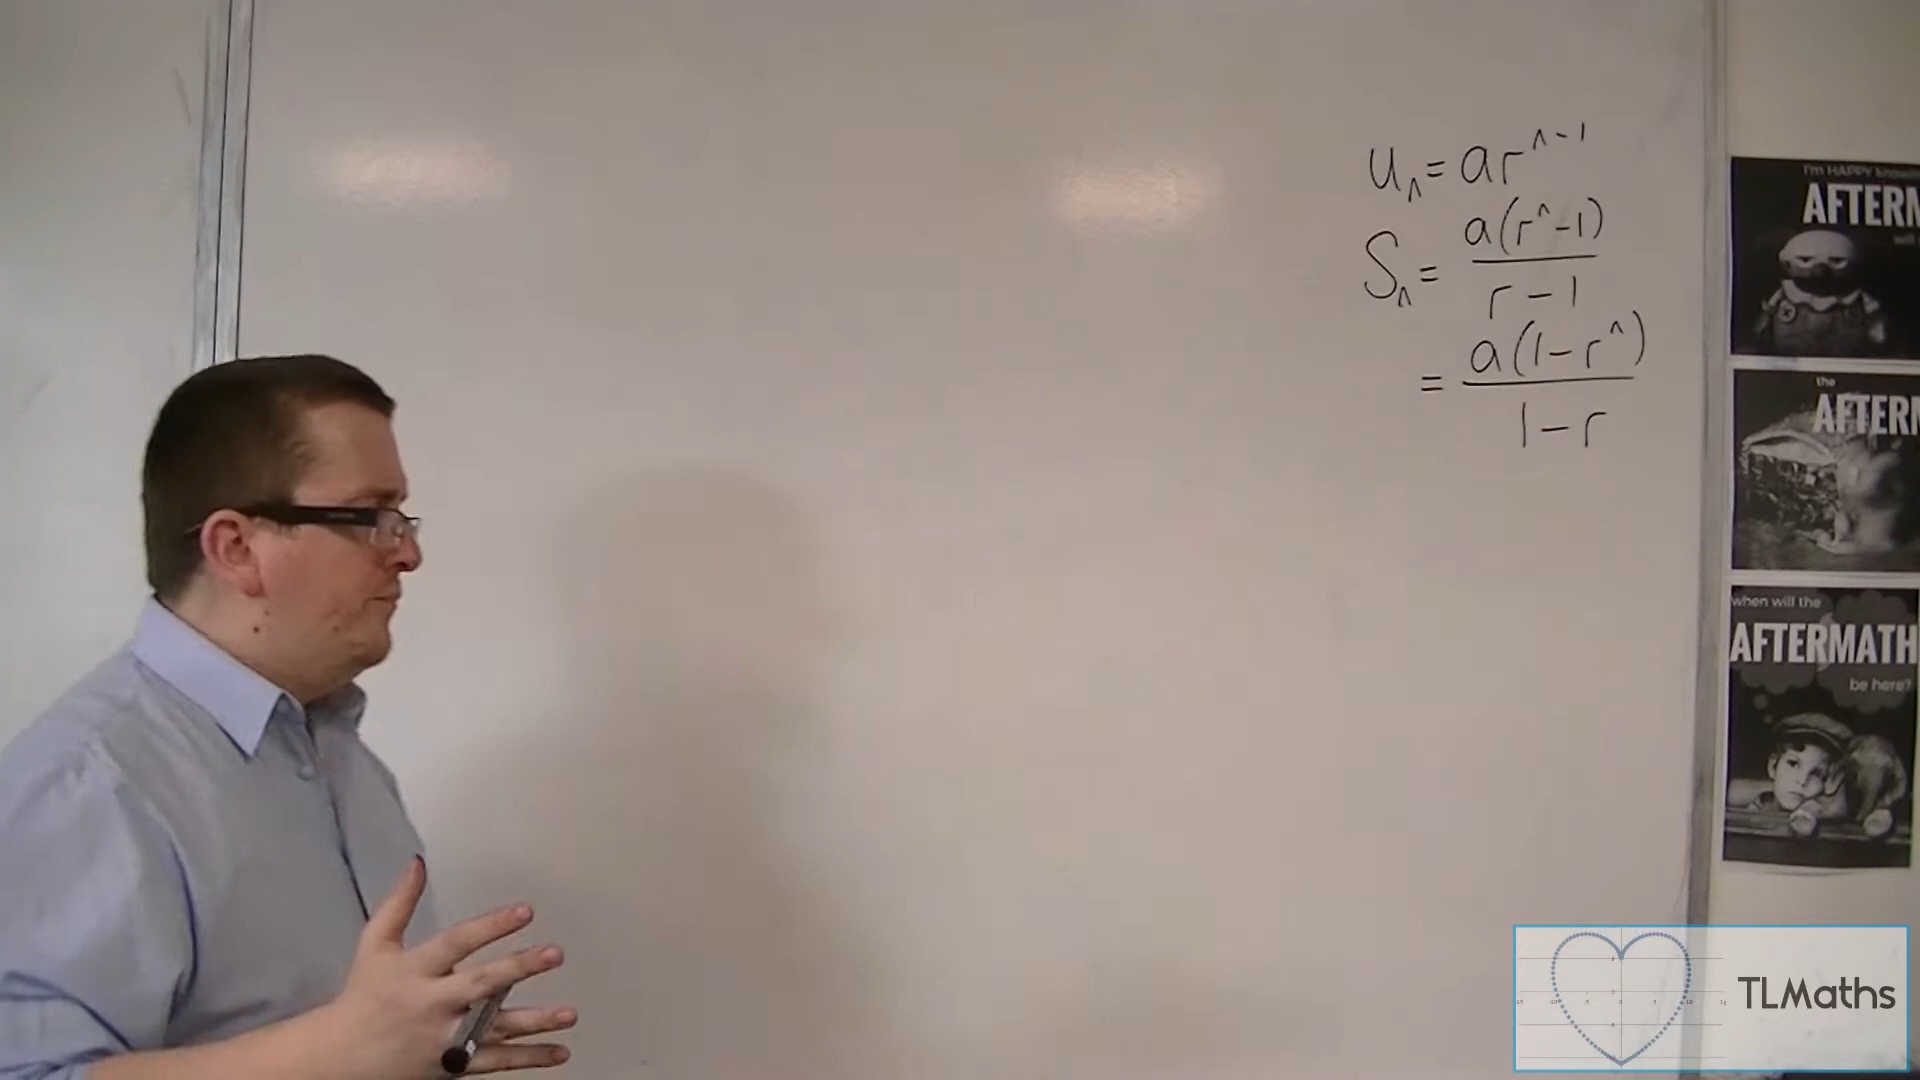 uₙ = arⁿ⁻¹
Sₙ = a(rⁿ-1) / r-1
= a(1-rⁿ) / 1-r
I'm HAPPY
AFTERM
the
AFTERM
when will the
AFTERMATH
be here?
TLMaths